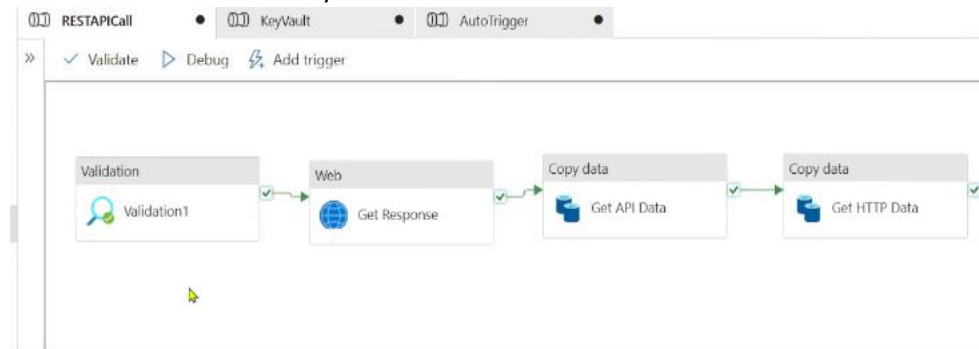 RESTAPICall KeyVault AutoTrigger
» Validate Debug Add trigger
Validation Web Copy data Copy data
Validation1 Get Response Get API Data Get HTTP Data